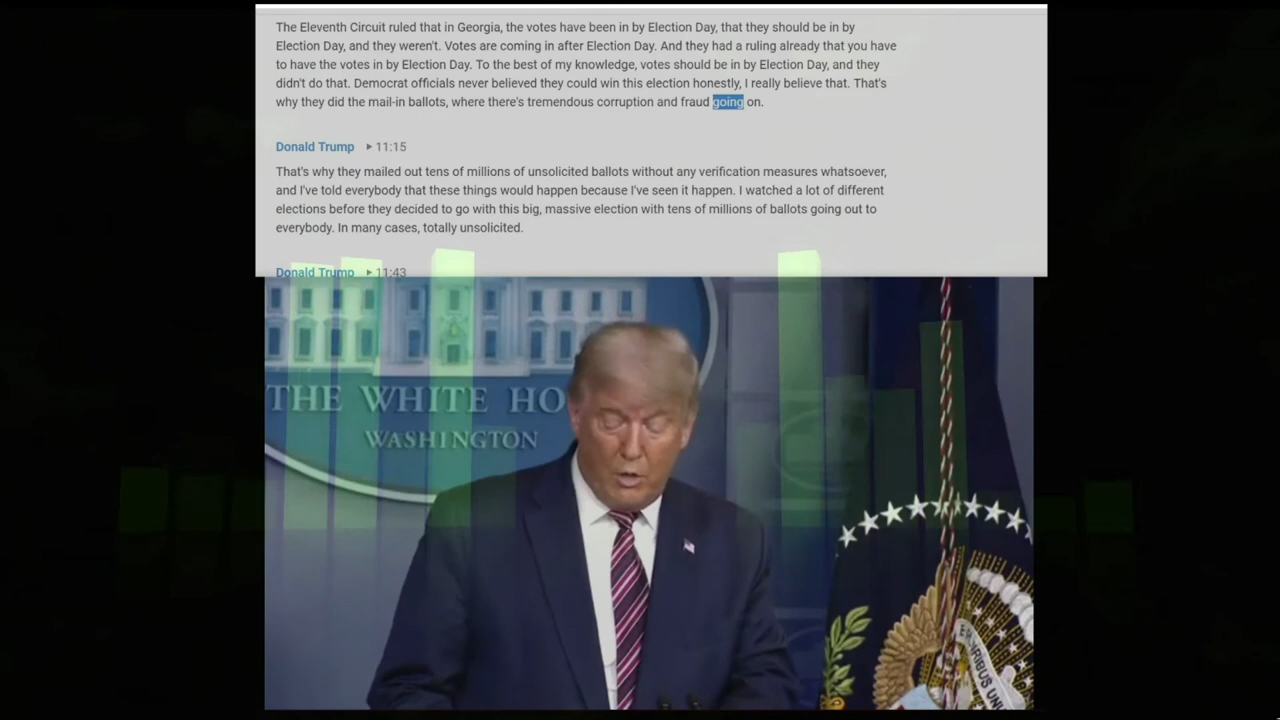 The Eleventh Circuit ruled that in Georgia, the votes have been in by Election Day, that they should be in by
Election Day, and they weren't. Votes are coming in after Election Day. And they had a ruling already that you have
to have the votes in by Election Day. To the best of my knowledge, votes should be in by Election Day, and they
didn't do that. Democrat officials never believed they could win this election honestly, I really believe that. That's
why they did the mail-in ballots, where there's tremendous corruption and fraud going on.
Donald Trump 11:15
That's why they mailed out tens of millions of unsolicited ballots without any verification measures whatsoever,
and I've told everybody that these things would happen because I've seen it happen. I watched a lot of different
elections before they decided to go with this big, massive election with tens of millions of ballots going out to
everybody. In many cases, totally unsolicited.
Donald Trump 11:43
THE WHITE HO
WASHINGTON
E PLURIBUS UN